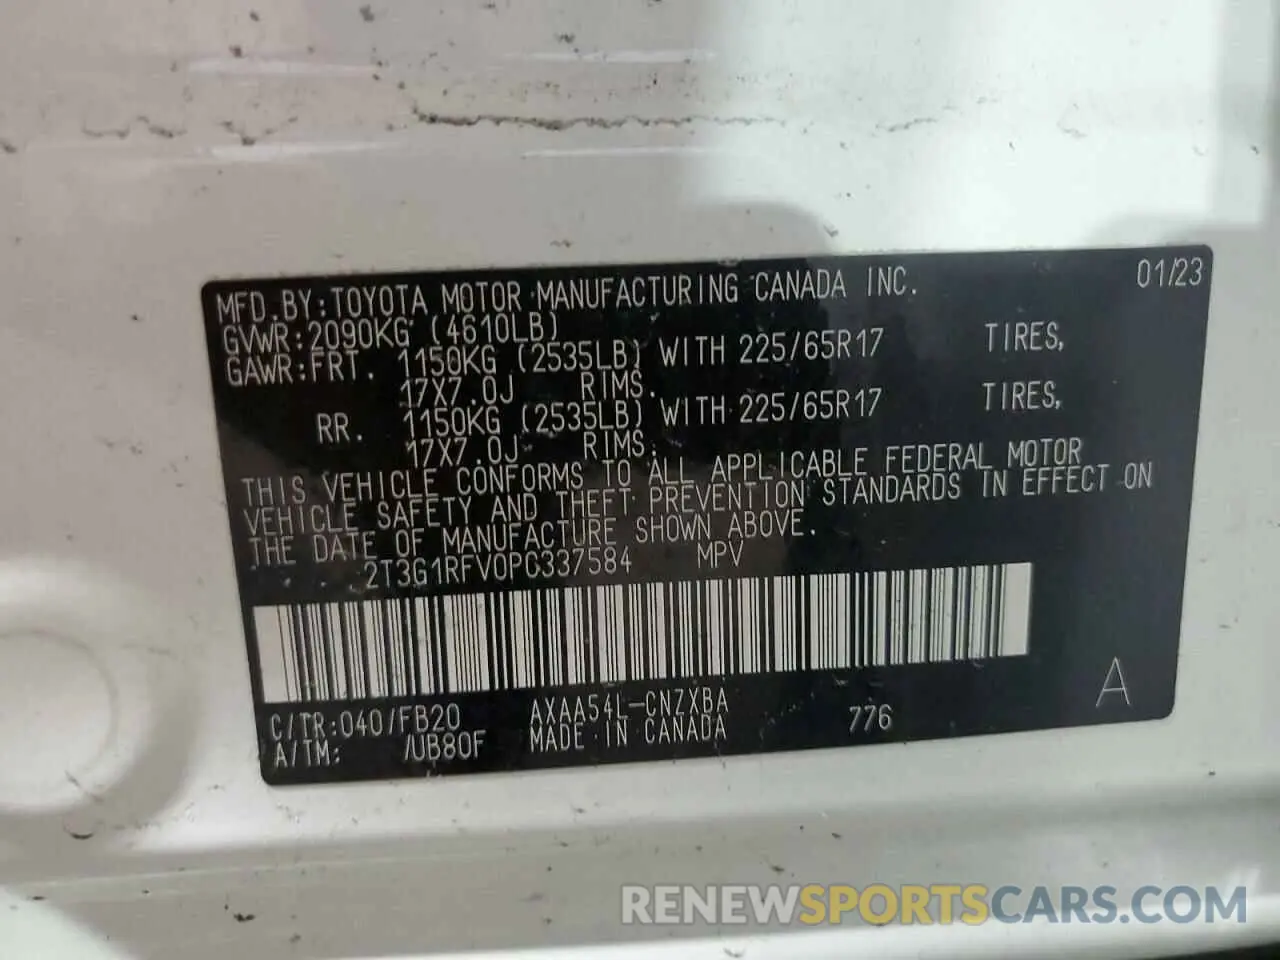 MFD.BY:TOYOTA MOTOR MANUFACTURING CANADA INC. 01/23
GVWR:2090KG (4610LB)
GAWR:FRT. 1150KG (2535LB) WITH 225/65R17 TIRES,
17X7.0J RIMS.
RR. 1150KG (2535LB) WITH 225/65R17 TIRES,
17X7.0J RIMS.
THIS VEHICLE CONFORMS TO ALL APPLICABLE FEDERAL MOTOR
VEHICLE SAFETY AND THEFT PREVENTION STANDARDS IN EFFECT ON
THE DATE OF MANUFACTURE SHOWN ABOVE.
2T3G1RFV0PC337584 MPV
C/TR:040/FB20 AXAA54L-CNZXBA 776 A
A/TM: /UB80F MADE IN CANADA
RENEWSPORTSCARS.COM